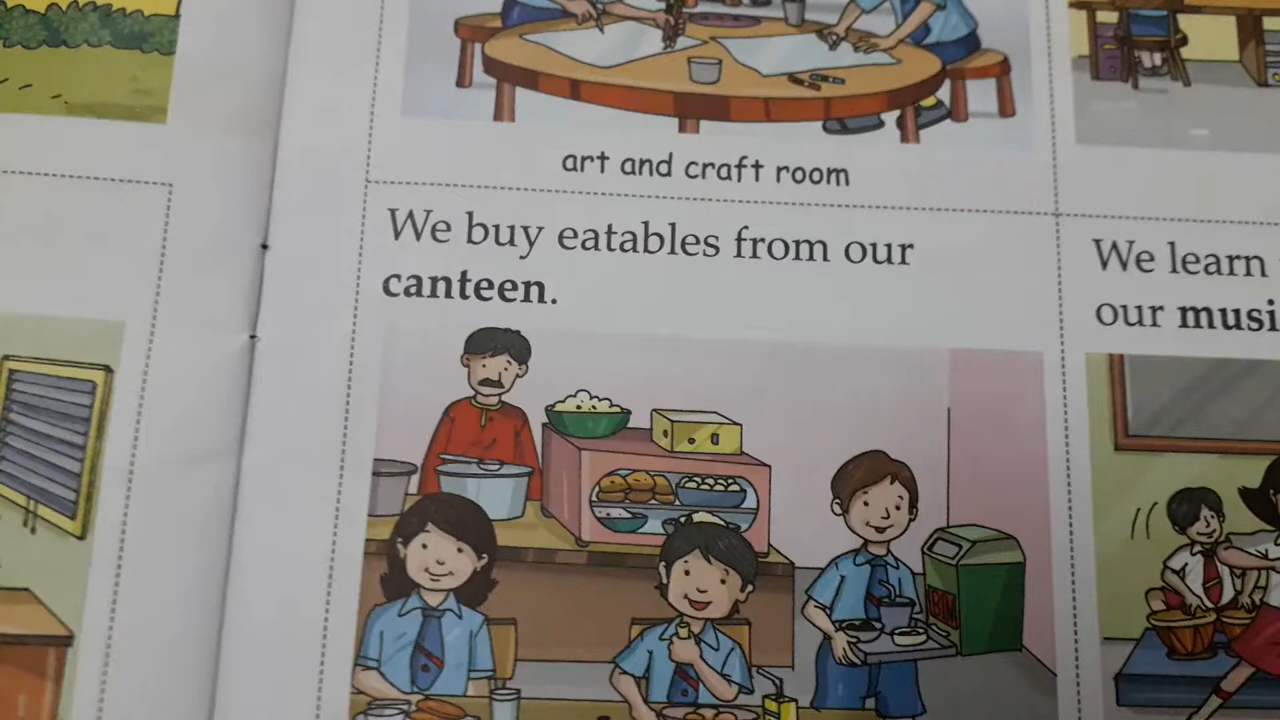 art and craft room
We buy eatables from our
canteen.
We learn
our musi